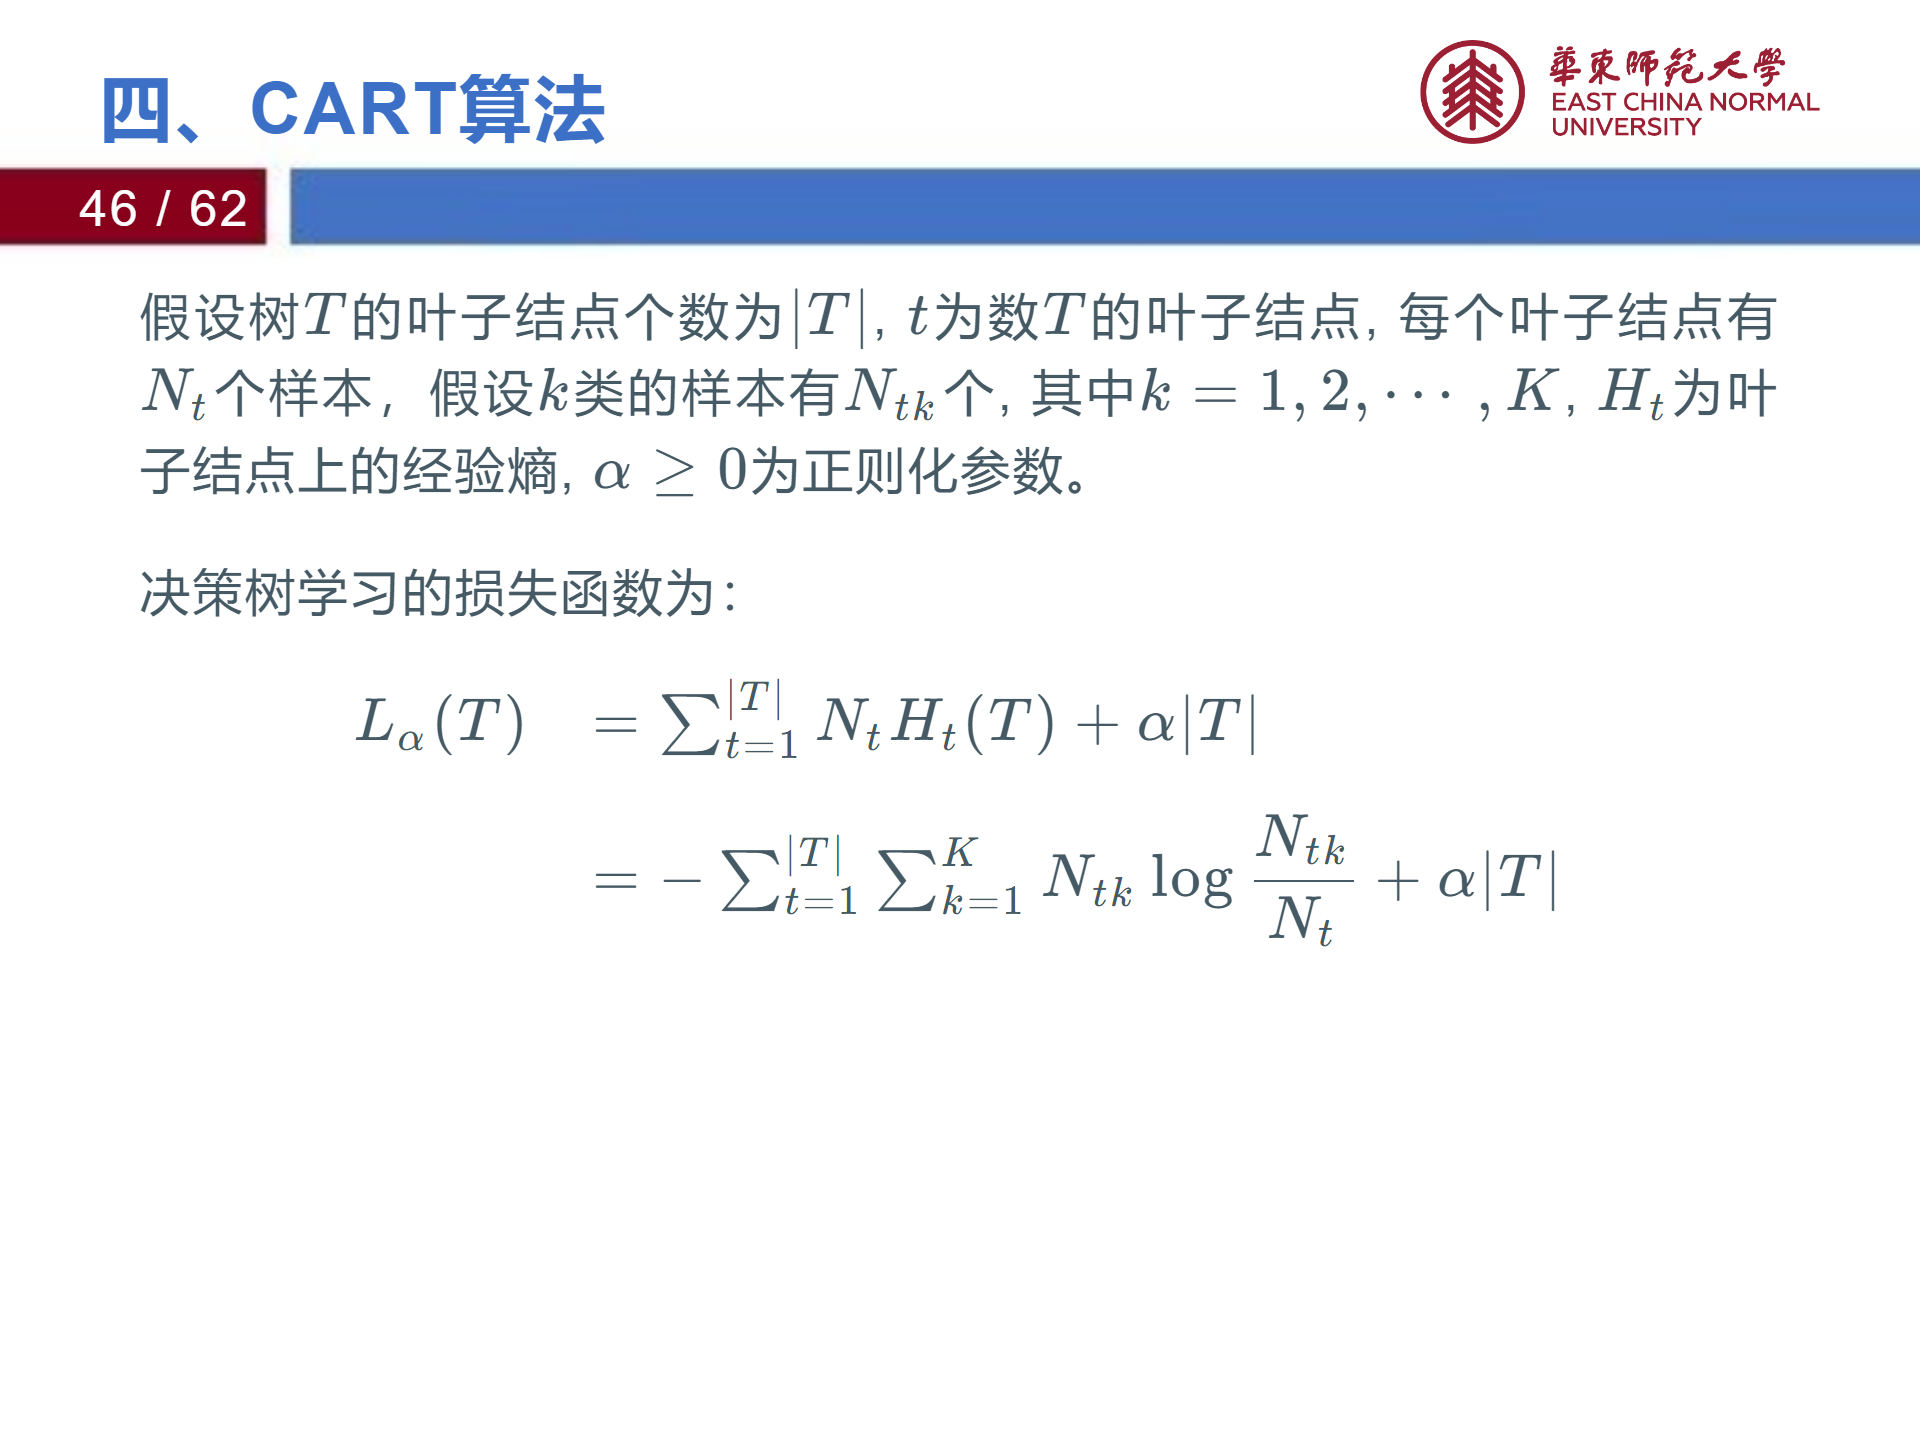 四、CART算法
華東師範大學
EAST CHINA NORMAL
UNIVERSITY
46 / 62
假设树T的叶子结点个数为|T|, t为数T的叶子结点, 每个叶子结点有
N_t个样本，假设k类的样本有N_{tk}个, 其中k = 1, 2, ⋯ , K, H_t为叶
子结点上的经验熵, α ≥ 0为正则化参数。
决策树学习的损失函数为：
L_α(T) = ∑_{t=1}^{|T|} N_t H_t(T) + α|T|
= − ∑_{t=1}^{|T|} ∑_{k=1}^{K} N_{tk} log \frac{N_{tk}}{N_t} + α|T|